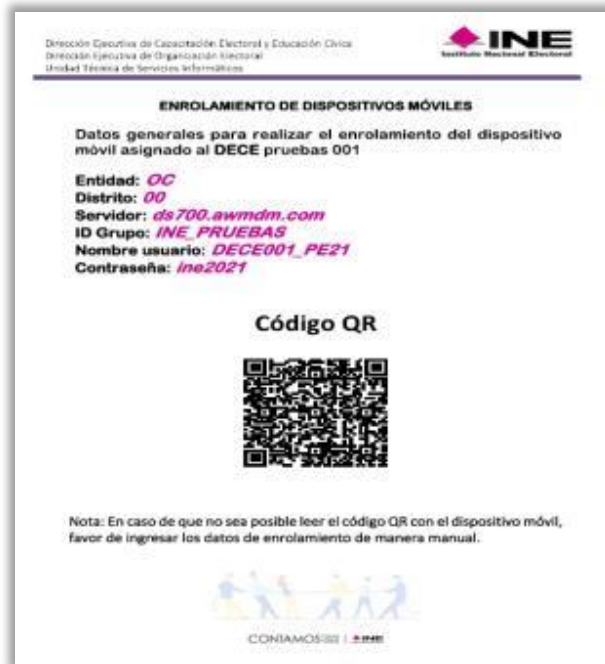 Dirección Ejecutiva de Capacitación Electoral y Educación Cívica
Dirección Ejecutiva de Organización Electoral
Unidad Técnica de Servicios Informáticos
INE
Instituto Nacional Electoral
ENROLAMIENTO DE DISPOSITIVOS MÓVILES
Datos generales para realizar el enrolamiento del dispositivo
móvil asignado al DECE pruebas 001
Entidad: OC
Distrito: 00
Servidor: ds700.awmdm.com
ID Grupo: INE_PRUEBAS
Nombre usuario: DECE001_PE21
Contraseña: ine2021
Código QR
Nota: En caso de que no sea posible leer el código QR con el dispositivo móvil,
favor de ingresar los datos de enrolamiento de manera manual.
CONTAMOS INE